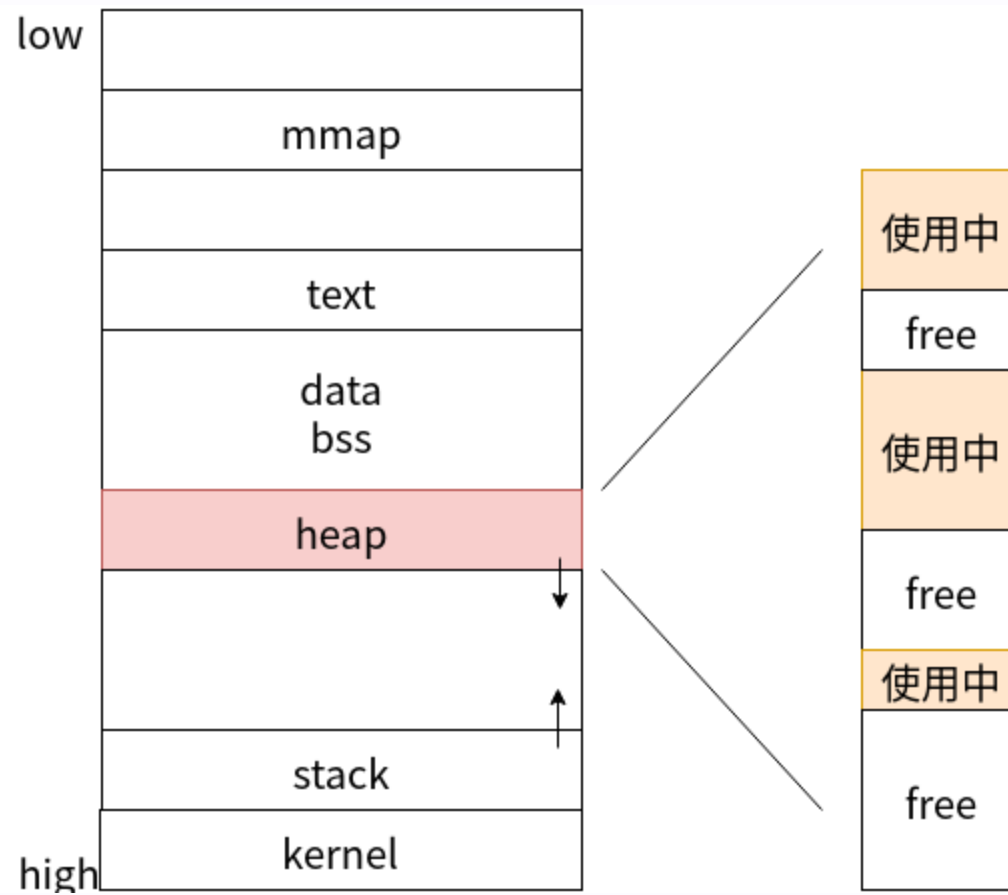 low
mmap
text
data
bss
heap
stack
kernel
high
使用中
free
使用中
free
使用中
free